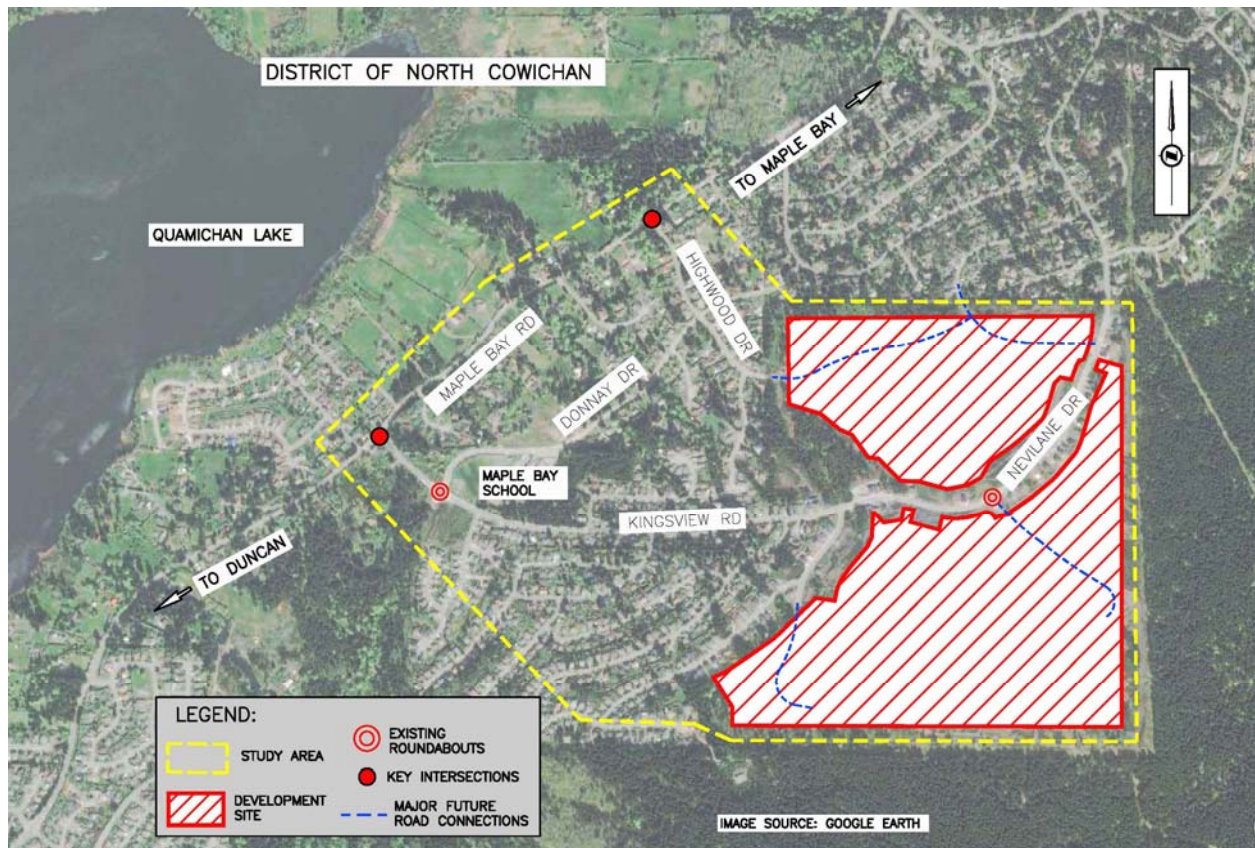 DISTRICT OF NORTH COWICHAN
TO MAPLE BAY
N
QUAMICHAN LAKE
HIGHWOOD DR
MAPLE BAY RD
DONNAY DR
NEVILANE DR
MAPLE BAY
SCHOOL
KINGSVIEW RD
TO DUNCAN
LEGEND:
STUDY AREA
EXISTING
ROUNDABOUTS
KEY INTERSECTIONS
DEVELOPMENT
SITE
MAJOR FUTURE
ROAD CONNECTIONS
IMAGE SOURCE: GOOGLE EARTH